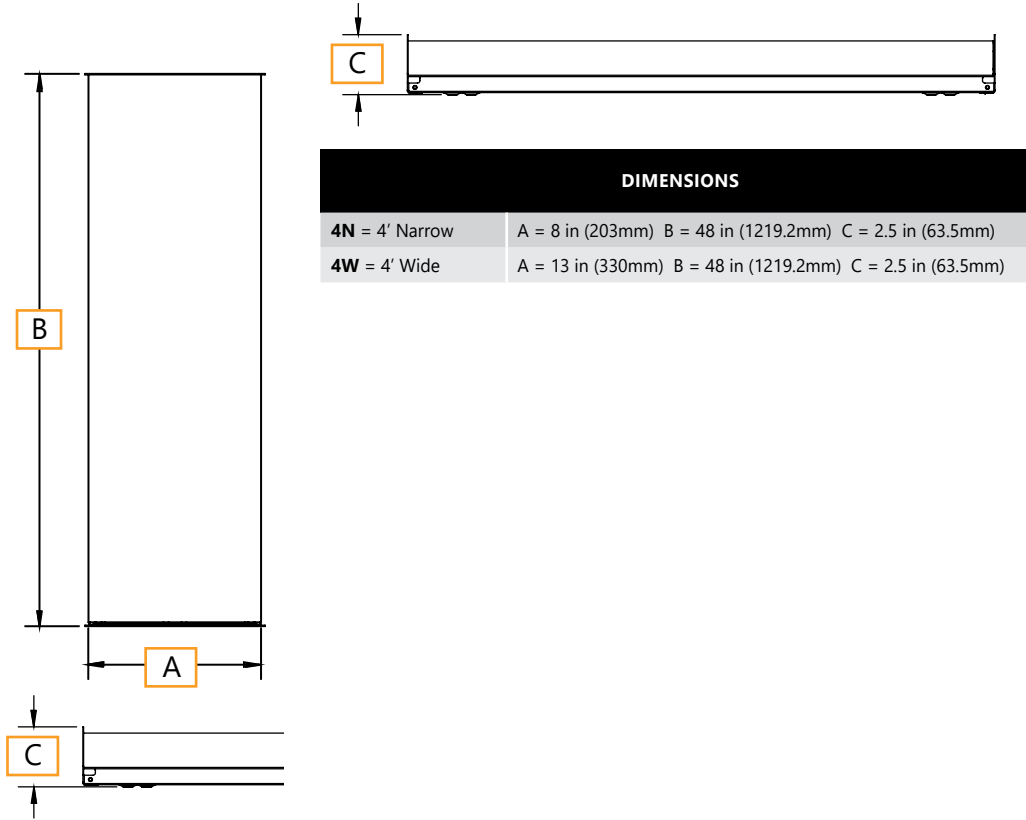 C
DIMENSIONS
4N = 4’ Narrow A = 8 in (203mm) B = 48 in (1219.2mm) C = 2.5 in (63.5mm)
4W = 4’ Wide A = 13 in (330mm) B = 48 in (1219.2mm) C = 2.5 in (63.5mm)
B
A
C